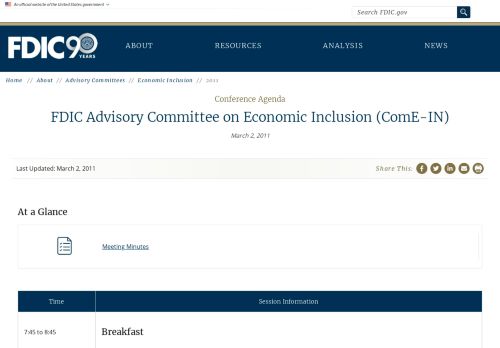 An official website of the United States government
Search FDIC.gov
FDIC 90 YEARS
ABOUT
RESOURCES
ANALYSIS
NEWS
Home // About // Advisory Committees // Economic Inclusion // 2011
Conference Agenda
FDIC Advisory Committee on Economic Inclusion (ComE-IN)
March 2, 2011
Last Updated: March 2, 2011
Share This:
At a Glance
Meeting Minutes
Time
Session Information
7:45 to 8:45
Breakfast